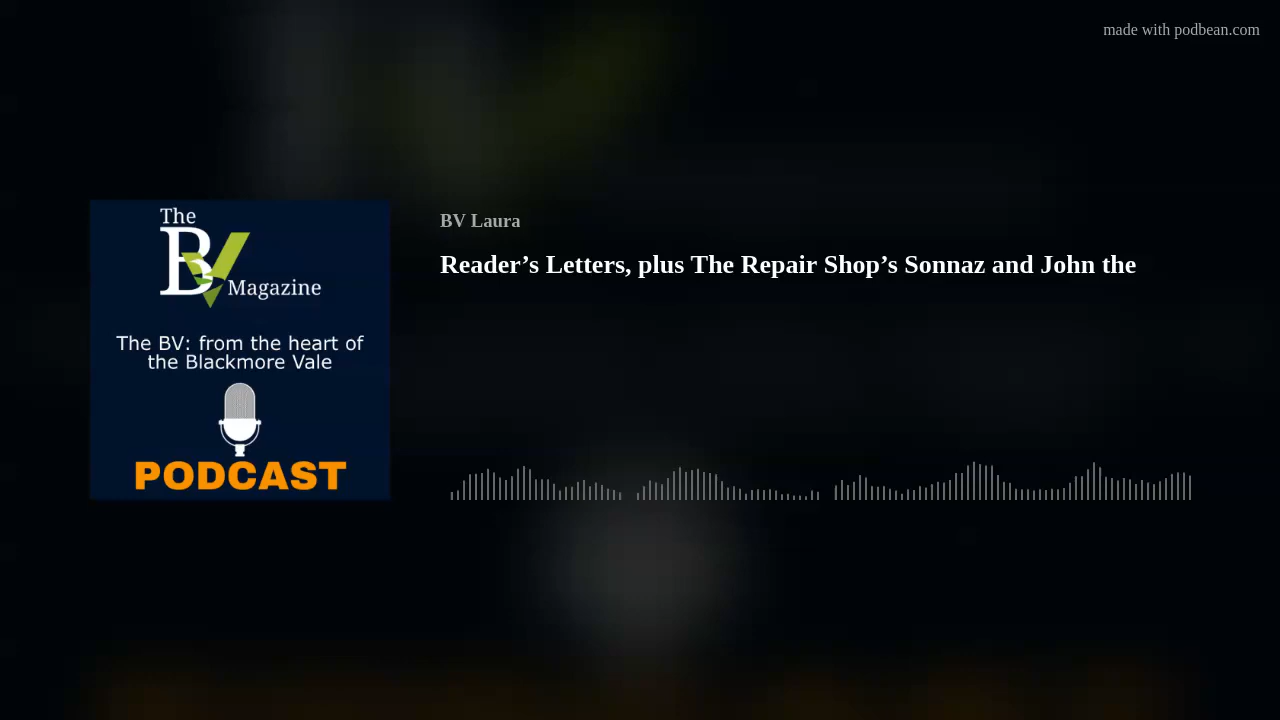 made with podbean.com
The
BV
Magazine
The BV: from the heart of
the Blackmore Vale
PODCAST
BV Laura
Reader’s Letters, plus The Repair Shop’s Sonnaz and John the